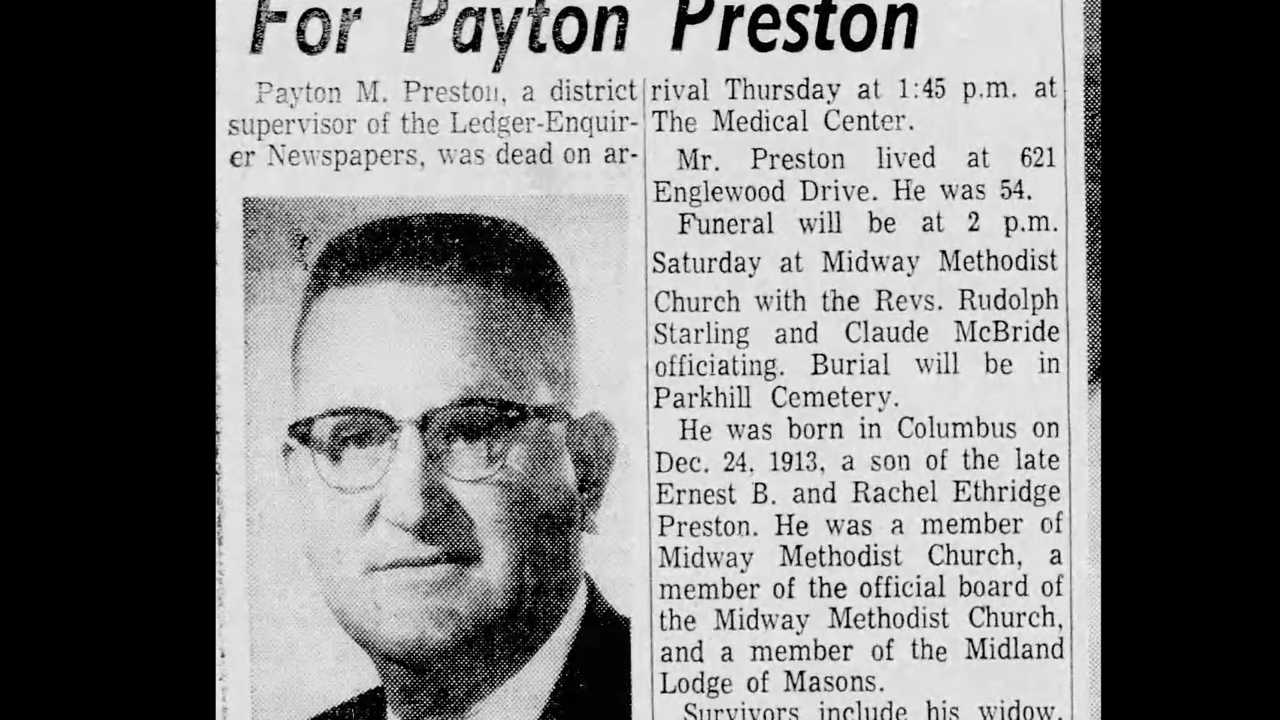 For Payton Preston
Payton M. Preston, a district
supervisor of the Ledger-Enquir-
er Newspapers, was dead on ar-
rival Thursday at 1:45 p.m. at
The Medical Center.
Mr. Preston lived at 621
Englewood Drive. He was 54.
Funeral will be at 2 p.m.
Saturday at Midway Methodist
Church with the Revs. Rudolph
Starling and Claude McBride
officiating. Burial will be in
Parkhill Cemetery.
He was born in Columbus on
Dec. 24, 1913, a son of the late
Ernest B. and Rachel Ethridge
Preston. He was a member of
Midway Methodist Church, a
member of the official board of
the Midway Methodist Church,
and a member of the Midland
Lodge of Masons.
Survivors include his widow,